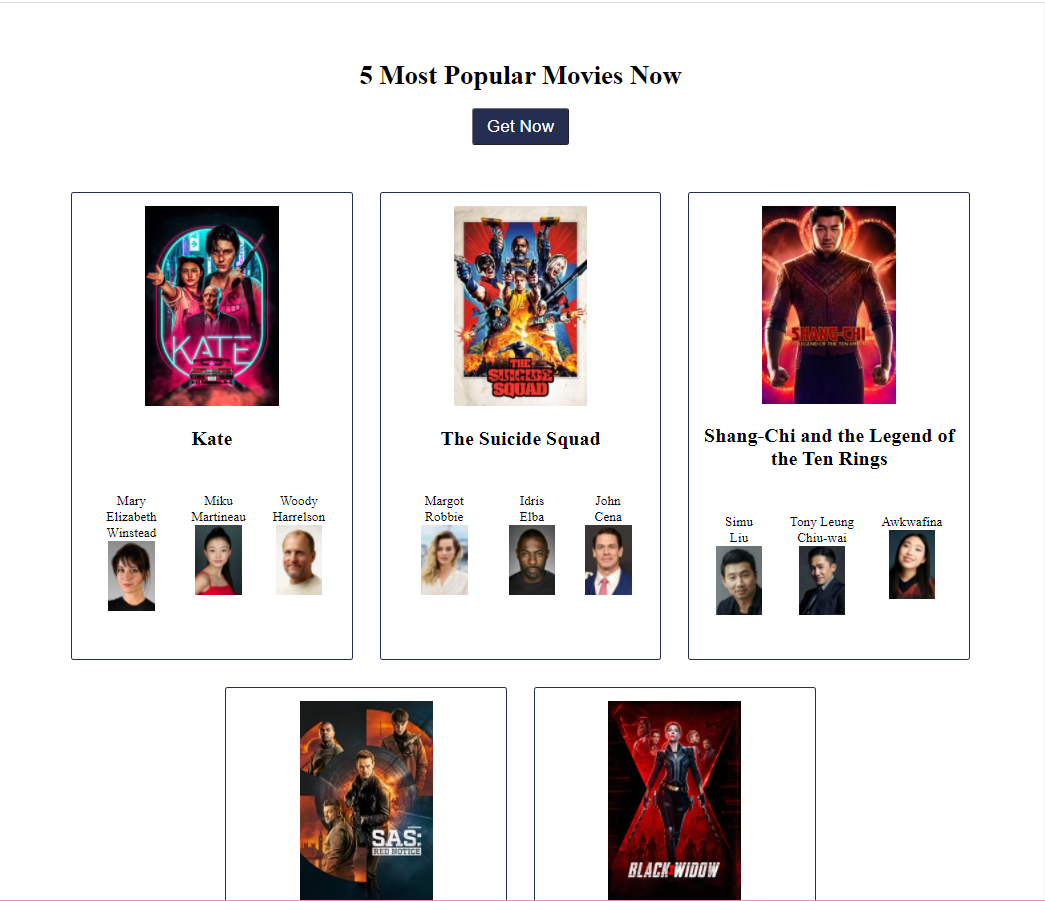 5 Most Popular Movies Now
Get Now
KATE
THE
SUICIDE
SQUAD
SHANG-CHI
LEGEND OF THE TEN RINGS
Kate
The Suicide Squad
Shang-Chi and the Legend of
the Ten Rings
Mary
Elizabeth
Winstead
Miku
Martineau
Woody
Harrelson
Margot
Robbie
Idris
Elba
John
Cena
Simu
Liu
Tony Leung
Chiu-wai
Awkwafina
SAS:
RED NOTICE
BLACK WIDOW